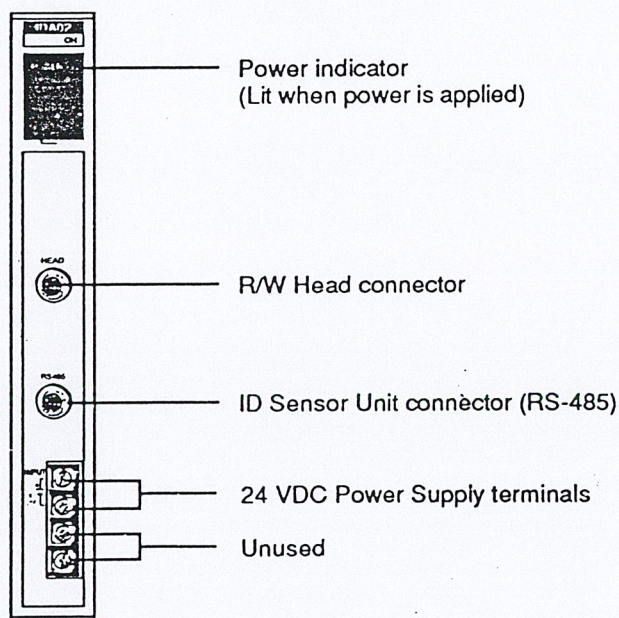 CH
Power indicator
(Lit when power is applied)
HEAD
R/W Head connector
RS-485
ID Sensor Unit connector (RS-485)
24 VDC Power Supply terminals
Unused